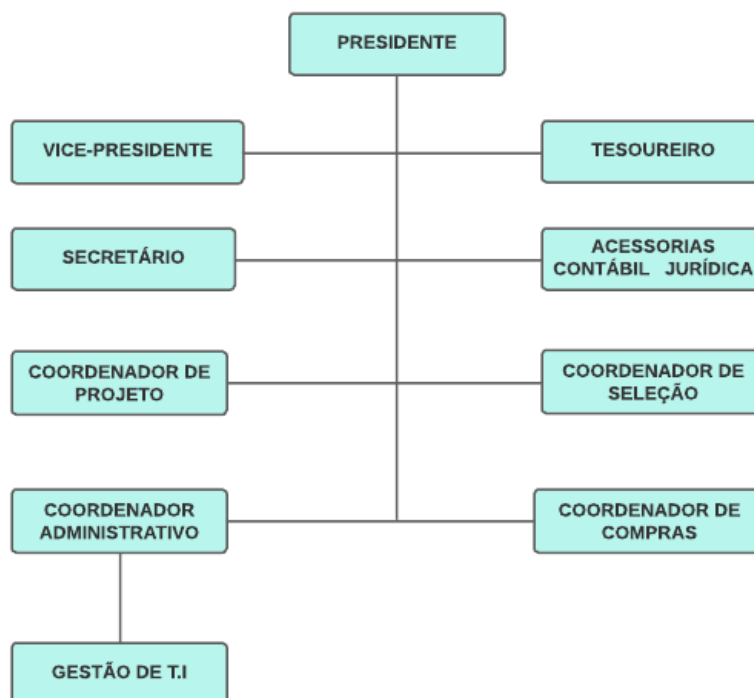 PRESIDENTE
VICE-PRESIDENTE
TESOUREIRO
SECRETÁRIO
ACESSORIAS
CONTÁBIL JURÍDICA
COORDENADOR DE
PROJETO
COORDENADOR DE
SELEÇÃO
COORDENADOR
ADMINISTRATIVO
COORDENADOR DE
COMPRAS
GESTÃO DE T.I